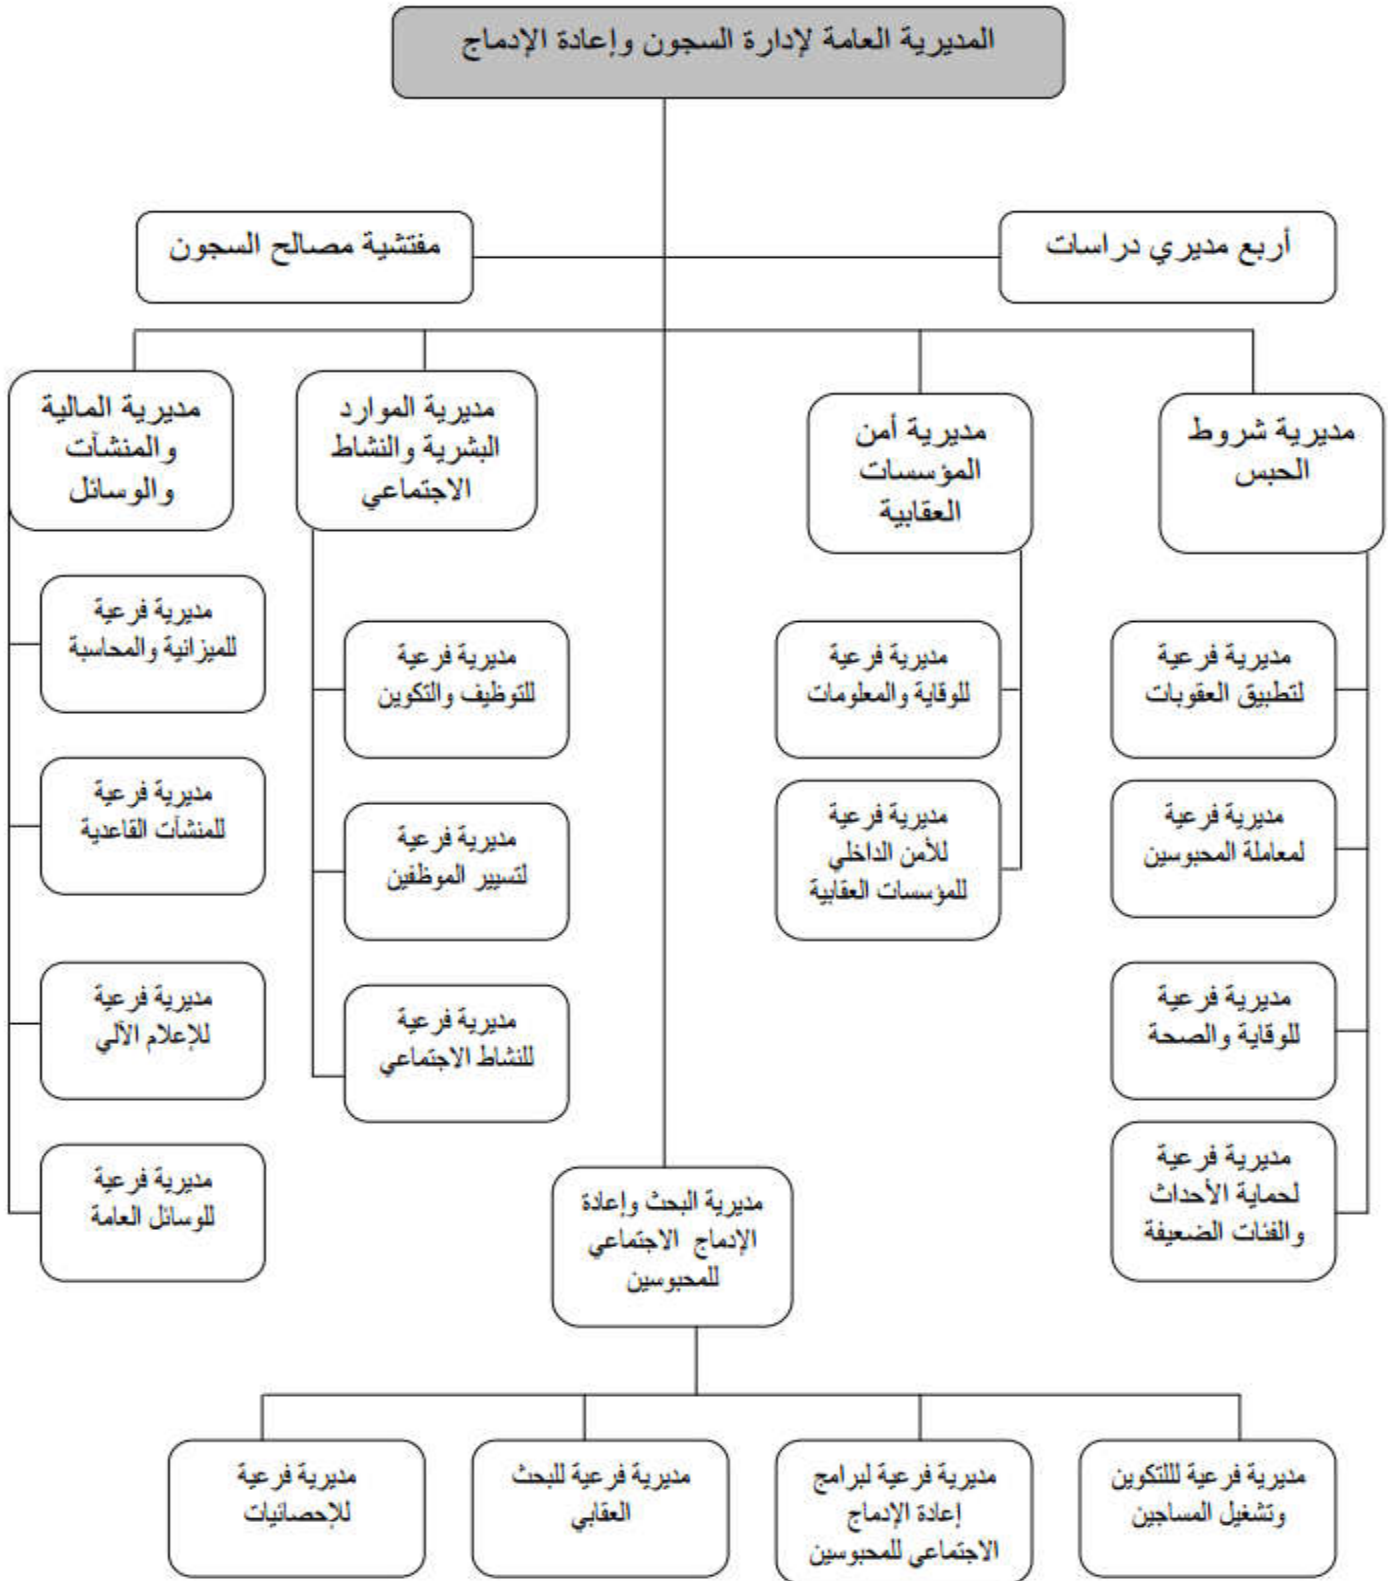 المديرية العامة لإدارة السجون وإعادة الإدماج
أربع مديري دراسات
مفتشية مصالح السجون
مديرية شروط
الحبس
مديرية أمن
المؤسسات
العقابية
مديرية الموارد
البشرية والنشاط
الاجتماعي
مديرية المالية
والمنشآت
والوسائل
مديرية فرعية
لتطبيق العقوبات
مديرية فرعية
لمعاملة المحبوسين
مديرية فرعية
للوقاية والصحة
مديرية فرعية
لحماية الأحداث
والفئات الضعيفة
مديرية فرعية
للوقاية والمعلومات
مديرية فرعية
للأمن الداخلي
للمؤسسات العقابية
مديرية فرعية
للتوظيف والتكوين
مديرية فرعية
لتسيير الموظفين
مديرية فرعية
للنشاط الاجتماعي
مديرية فرعية
للميزانية والمحاسبة
مديرية فرعية
للمنشآت القاعدية
مديرية فرعية
للإعلام الآلي
مديرية فرعية
للوسائل العامة
مديرية البحث وإعادة
الإدماج الاجتماعي
للمحبوسين
مديرية فرعية لللتكوين
وتشغيل المساجين
مديرية فرعية لبرامج
إعادة الإدماج
الاجتماعي للمحبوسين
مديرية فرعية للبحث
العقابي
مديرية فرعية
للإحصائيات